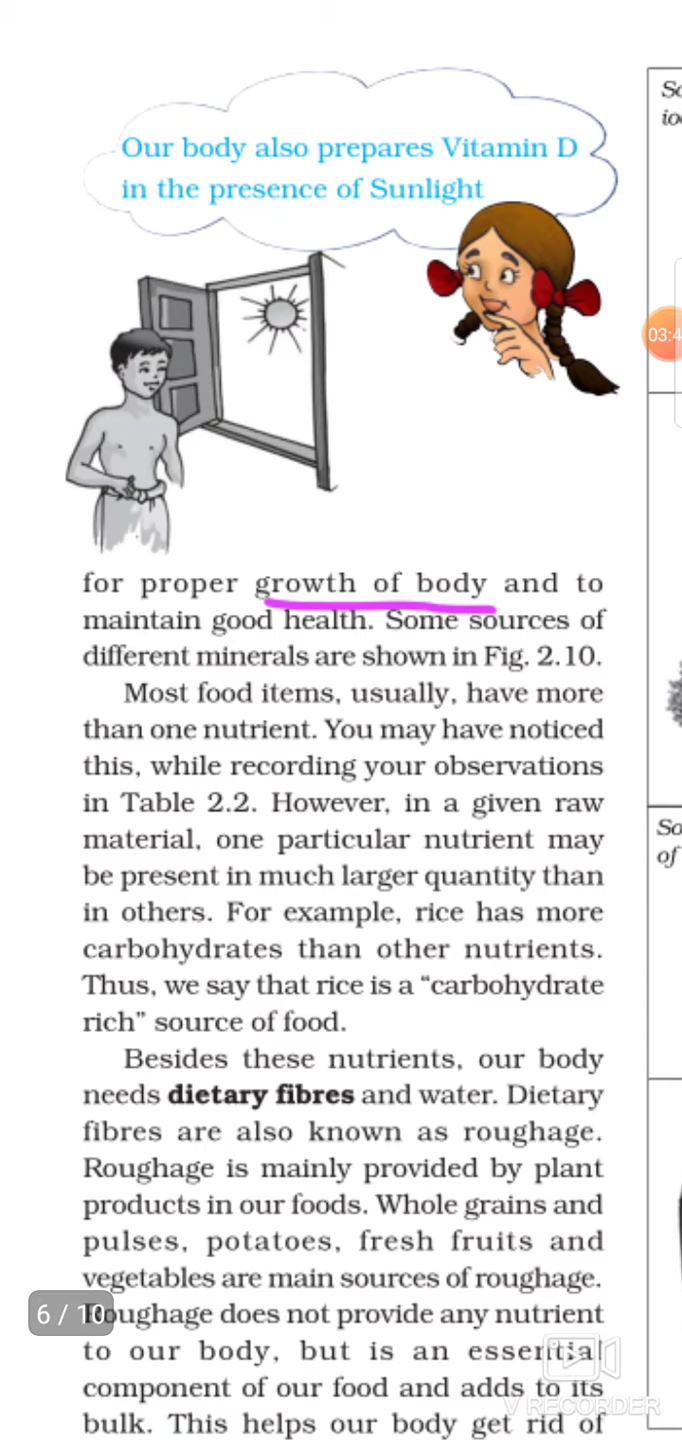 Our body also prepares Vitamin D
in the presence of Sunlight
for proper growth of body and to
maintain good health. Some sources of
different minerals are shown in Fig. 2.10.
Most food items, usually, have more
than one nutrient. You may have noticed
this, while recording your observations
in Table 2.2. However, in a given raw
material, one particular nutrient may
be present in much larger quantity than
in others. For example, rice has more
carbohydrates than other nutrients.
Thus, we say that rice is a “carbohydrate
rich” source of food.
Besides these nutrients, our body
needs dietary fibres and water. Dietary
fibres are also known as roughage.
Roughage is mainly provided by plant
products in our foods. Whole grains and
pulses, potatoes, fresh fruits and
vegetables are main sources of roughage.
Roughage does not provide any nutrient
to our body, but is an essential
component of our food and adds to its
bulk. This helps our body get rid of
6 / 10
V RECORDER
of